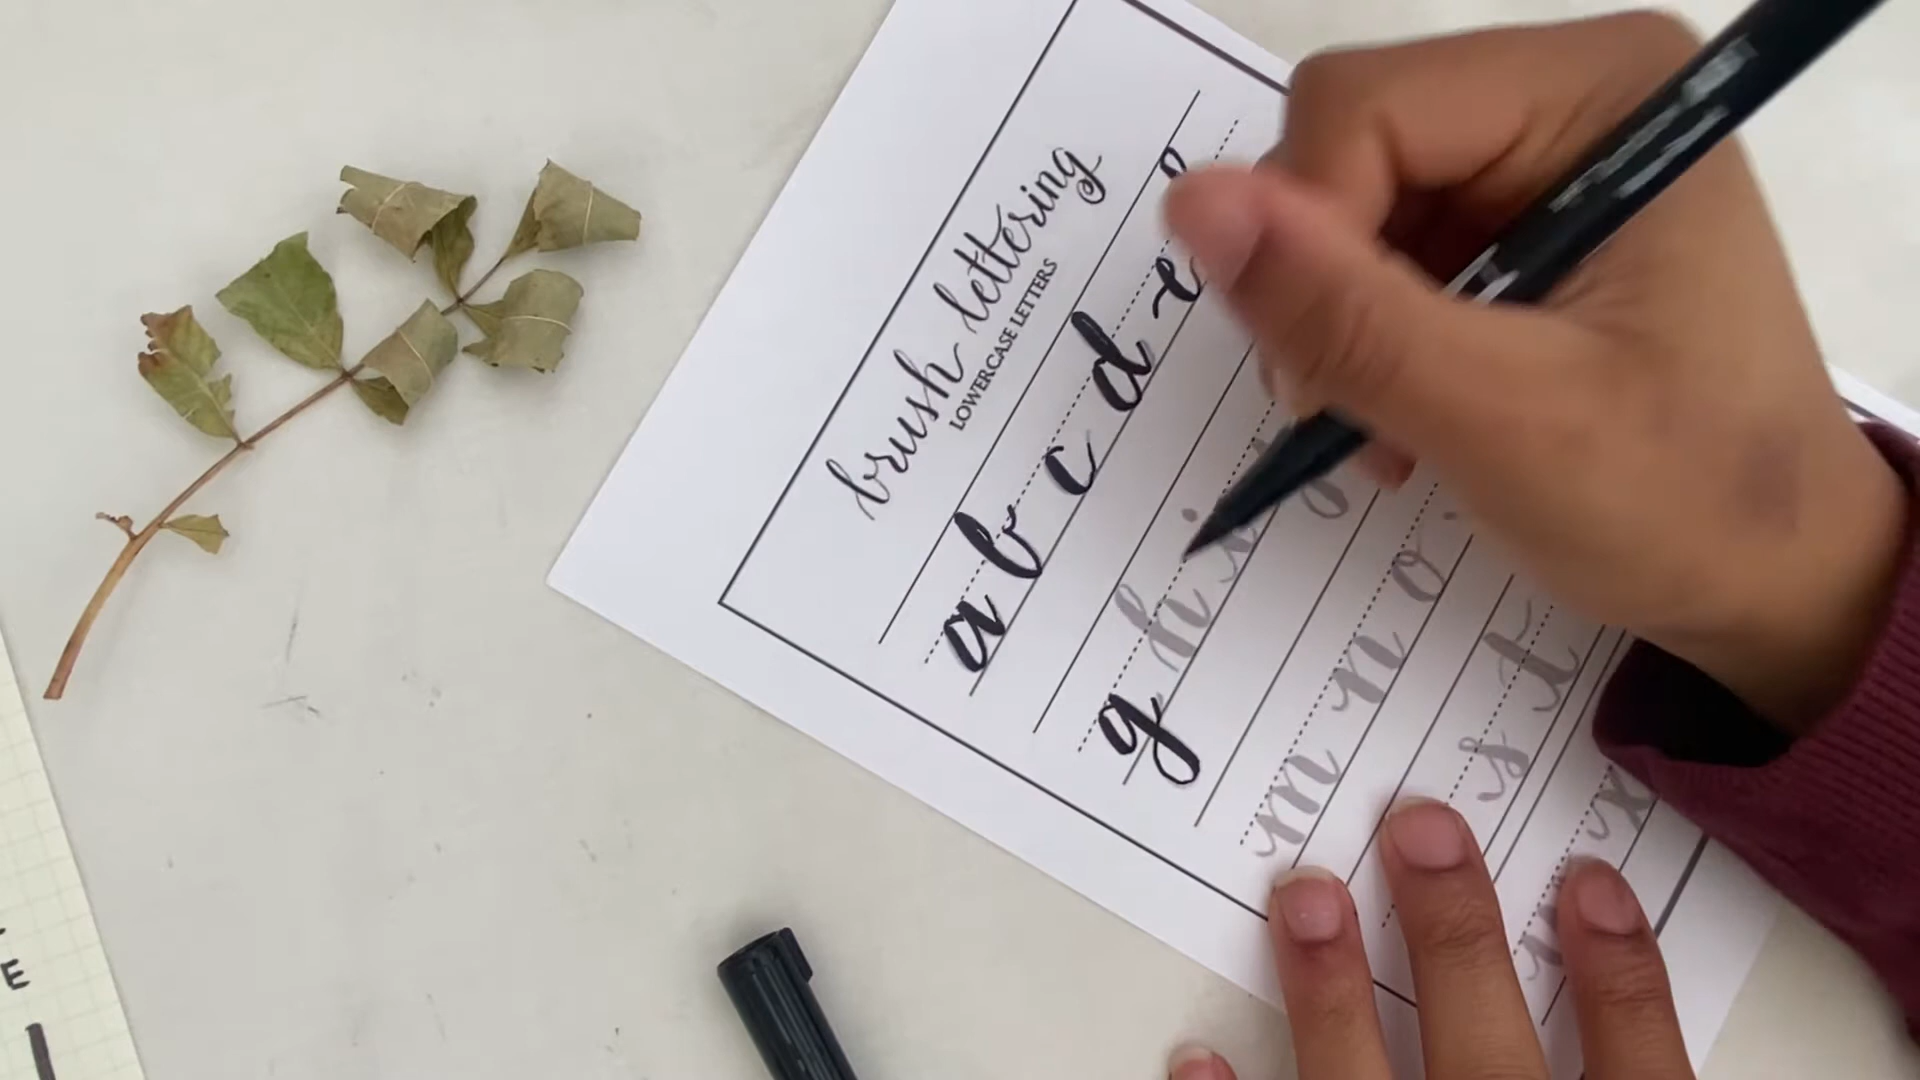 brush lettering
LOWERCASE LETTERS
a b c d e
g h i j
m n o
s t
x
E